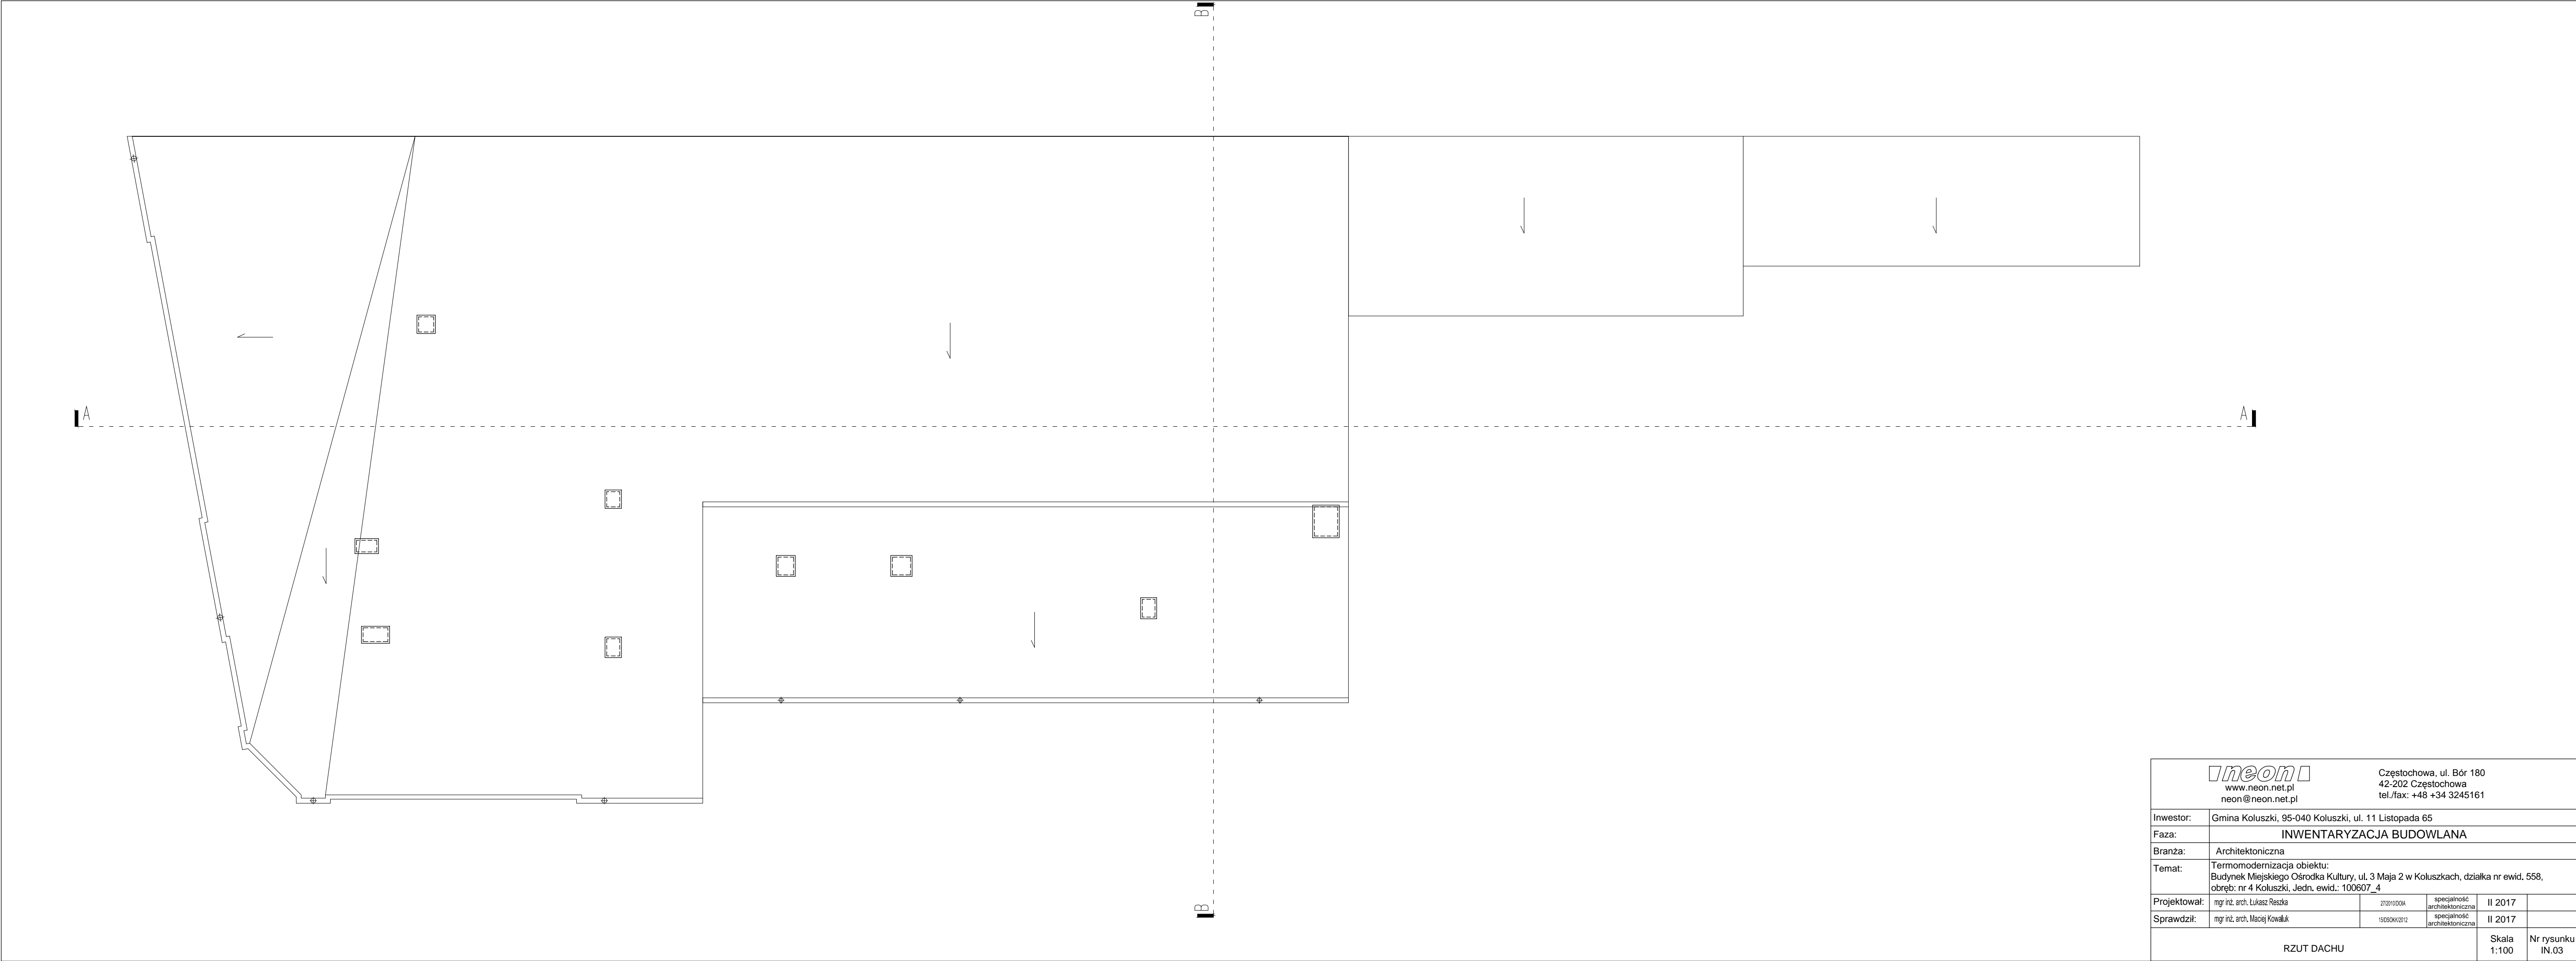 B
A
A
B
neon
www.neon.net.pl
neon@neon.net.pl
Częstochowa, ul. Bór 180
42-202 Częstochowa
tel./fax: +48 +34 3245161
Inwestor: Gmina Koluszki, 95-040 Koluszki, ul. 11 Listopada 65
Faza: INWENTARYZACJA BUDOWLANA
Branża: Architektoniczna
Temat: Termomodernizacja obiektu:
Budynek Miejskiego Ośrodka Kultury, ul. 3 Maja 2 w Koluszkach, działka nr ewid. 558,
obręb: nr 4 Koluszki, Jedn. ewid.: 100607_4
Projektował: mgr inż. arch. Łukasz Reszka specjalność architektoniczna II 2017
Sprawdził: mgr inż. arch. Maciej Kowaluk specjalność architektoniczna II 2017
RZUT DACHU
Skala
1:100
Nr rysunku
IN.03